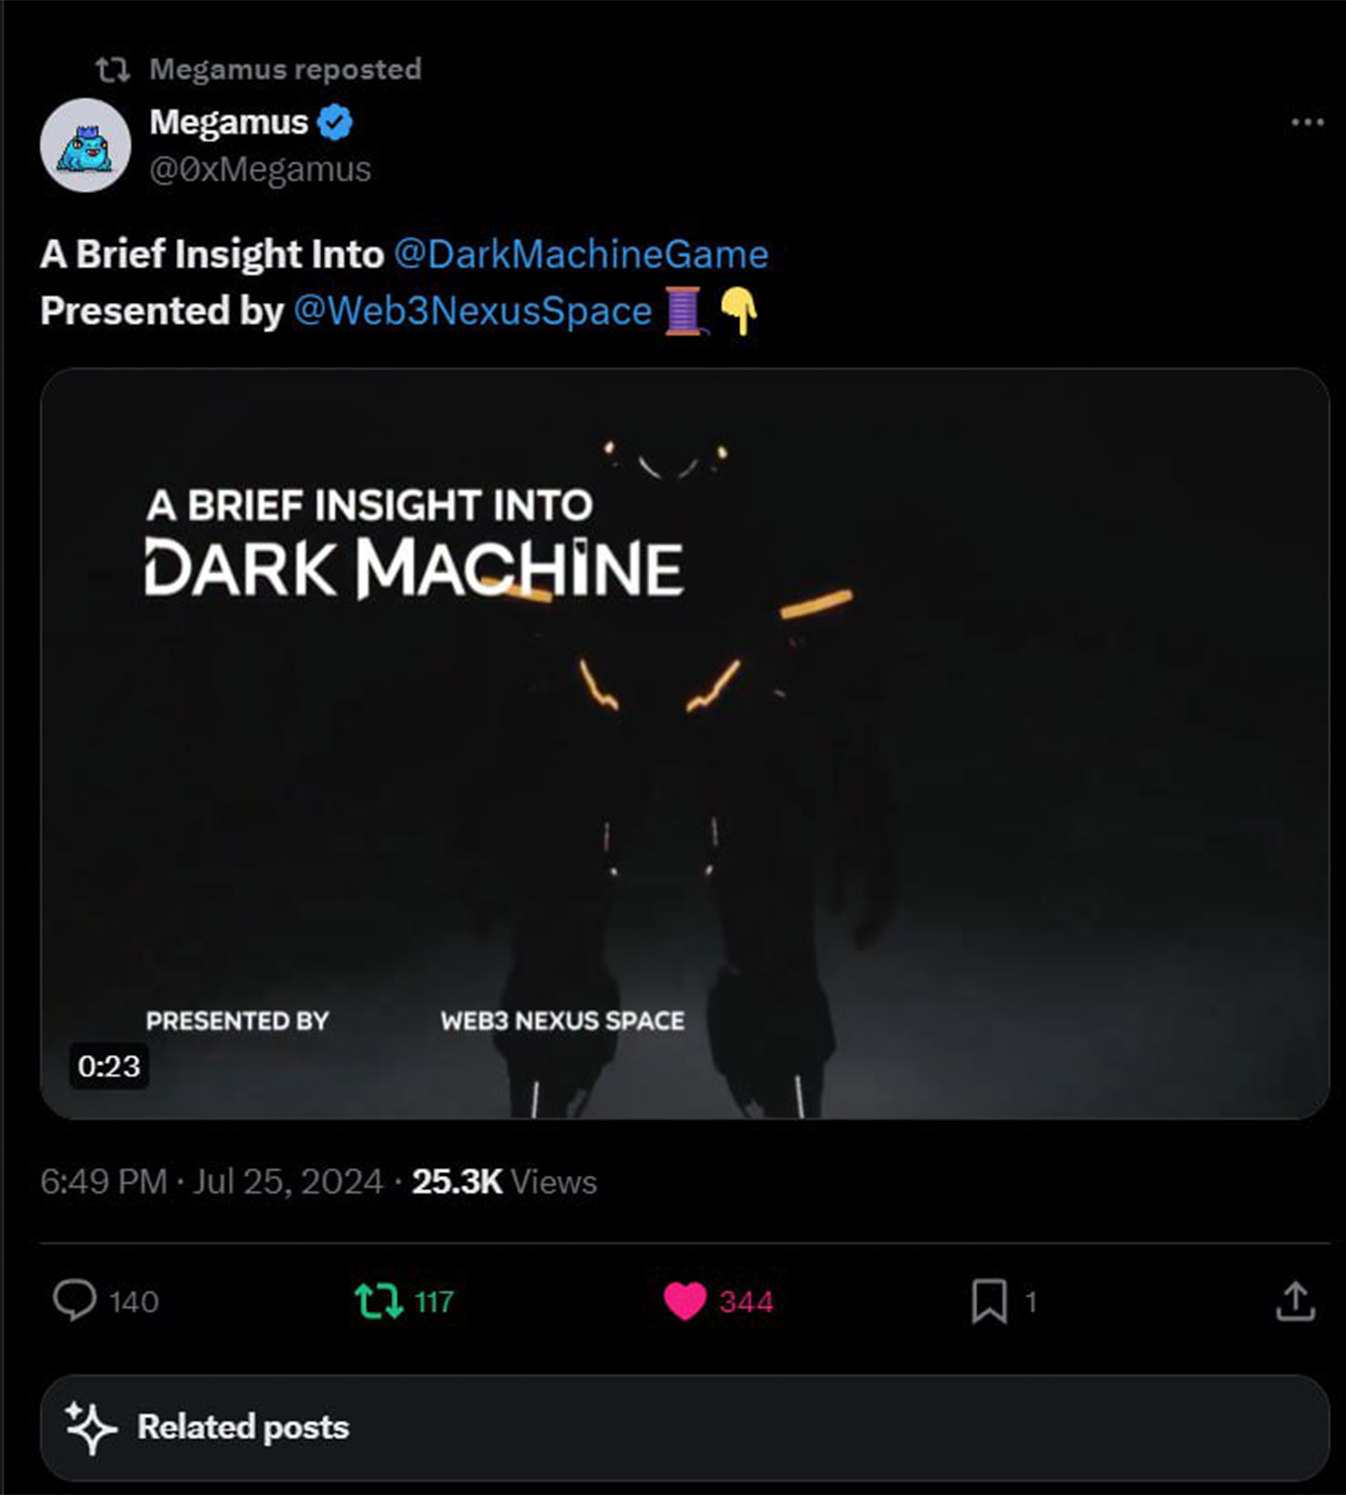 Megamus reposted
Megamus
@0xMegamus
A Brief Insight Into @DarkMachineGame
Presented by @Web3NexusSpace 🧵👇
A BRIEF INSIGHT INTO
DARK MACHINE
PRESENTED BY WEB3 NEXUS SPACE
0:23
6:49 PM · Jul 25, 2024 · 25.3K Views
140 117 344 1
Related posts